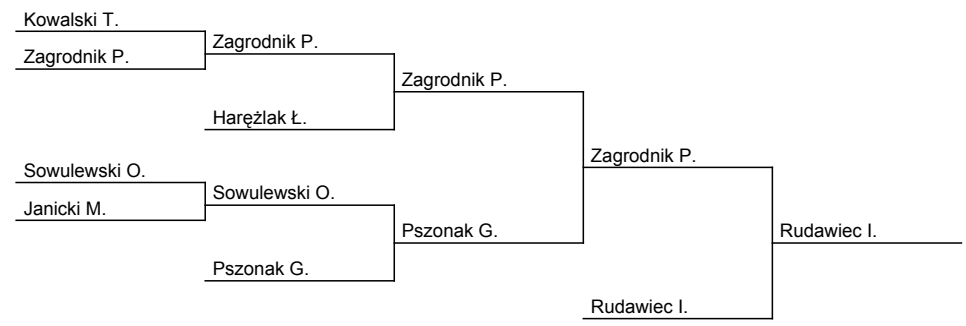 Kowalski T.
Zagrodnik P.
Zagrodnik P.
Zagrodnik P.
Harężlak Ł.
Zagrodnik P.
Sowulewski O.
Sowulewski O.
Janicki M.
Pszonak G.
Rudawiec I.
Pszonak G.
Rudawiec I.